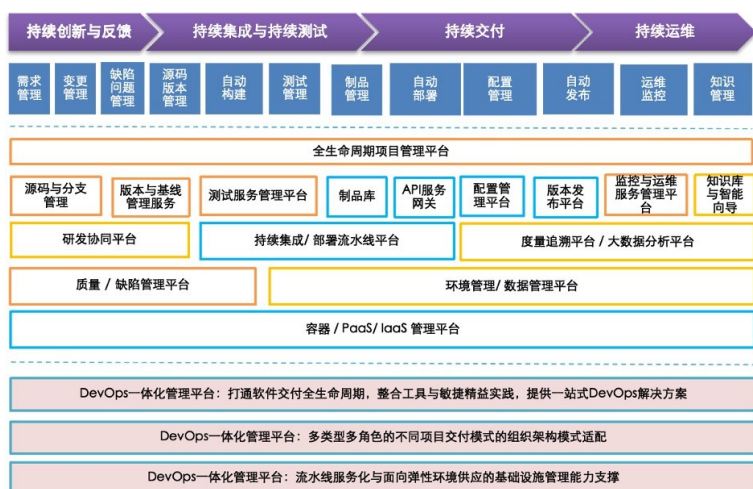 持续创新与反馈
持续集成与持续测试
持续交付
持续运维
需求
管理
变更
管理
缺陷
问题
管理
源码
版本
管理
自动
构建
测试
管理
制品
管理
自动
部署
配置
管理
自动
发布
运维
监控
知识
管理
全生命周期项目管理平台
源码与分支
管理
版本与基线
管理服务
测试服务管理平台
制品库
API服务
网关
配置管
理平台
版本发
布平台
监控与运维
服务管理平
台
知识库
与智能
向导
研发协同平台
持续集成/ 部署流水线平台
度量追溯平台 / 大数据分析平台
质量 / 缺陷管理平台
环境管理/ 数据管理平台
容器 / PaaS/ IaaS 管理平台
DevOps一体化管理平台：打通软件交付全生命周期，整合工具与敏捷精益实践，提供一站式DevOps解决方案
DevOps一体化管理平台：多类型多角色的不同项目交付模式的组织架构模式适配
DevOps一体化管理平台：流水线服务化与面向弹性环境供应的基础设施管理能力支撑